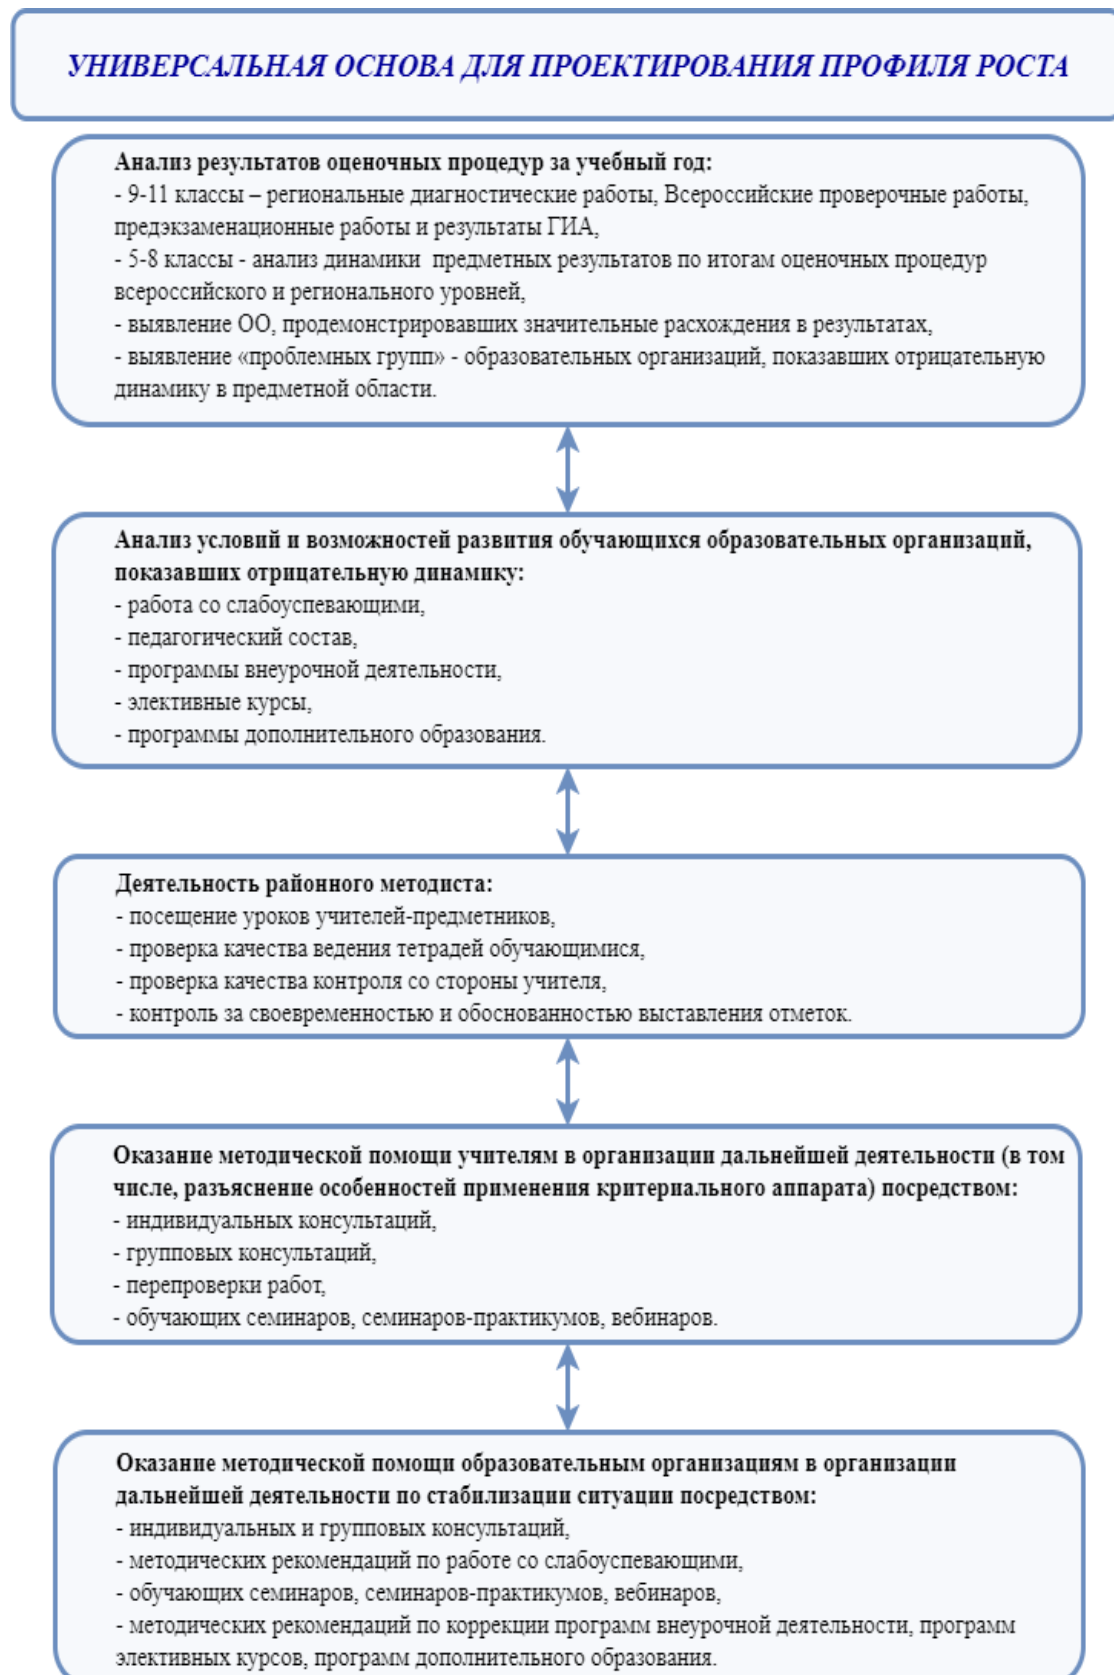 УНИВЕРСАЛЬНАЯ ОСНОВА ДЛЯ ПРОЕКТИРОВАНИЯ ПРОФИЛЯ РОСТА
Анализ результатов оценочных процедур за учебный год:
- 9-11 классы – региональные диагностические работы, Всероссийские проверочные работы,
предэкзаменационные работы и результаты ГИА,
- 5-8 классы - анализ динамики предметных результатов по итогам оценочных процедур
всероссийского и регионального уровней,
- выявление ОО, продемонстрировавших значительные расхождения в результатах,
- выявление «проблемных групп» - образовательных организаций, показавших отрицательную
динамику в предметной области.
Анализ условий и возможностей развития обучающихся образовательных организаций,
показавших отрицательную динамику:
- работа со слабоуспевающими,
- педагогический состав,
- программы внеурочной деятельности,
- элективные курсы,
- программы дополнительного образования.
Деятельность районного методиста:
- посещение уроков учителей-предметников,
- проверка качества ведения тетрадей обучающимися,
- проверка качества контроля со стороны учителя,
- контроль за своевременностью и обоснованностью выставления отметок.
Оказание методической помощи учителям в организации дальнейшей деятельности (в том
числе, разъяснение особенностей применения критериального аппарата) посредством:
- индивидуальных консультаций,
- групповых консультаций,
- перепроверки работ,
- обучающих семинаров, семинаров-практикумов, вебинаров.
Оказание методической помощи образовательным организациям в организации
дальнейшей деятельности по стабилизации ситуации посредством:
- индивидуальных и групповых консультаций,
- методических рекомендаций по работе со слабоуспевающими,
- обучающих семинаров, семинаров-практикумов, вебинаров,
- методических рекомендаций по коррекции программ внеурочной деятельности, программ
элективных курсов, программ дополнительного образования.